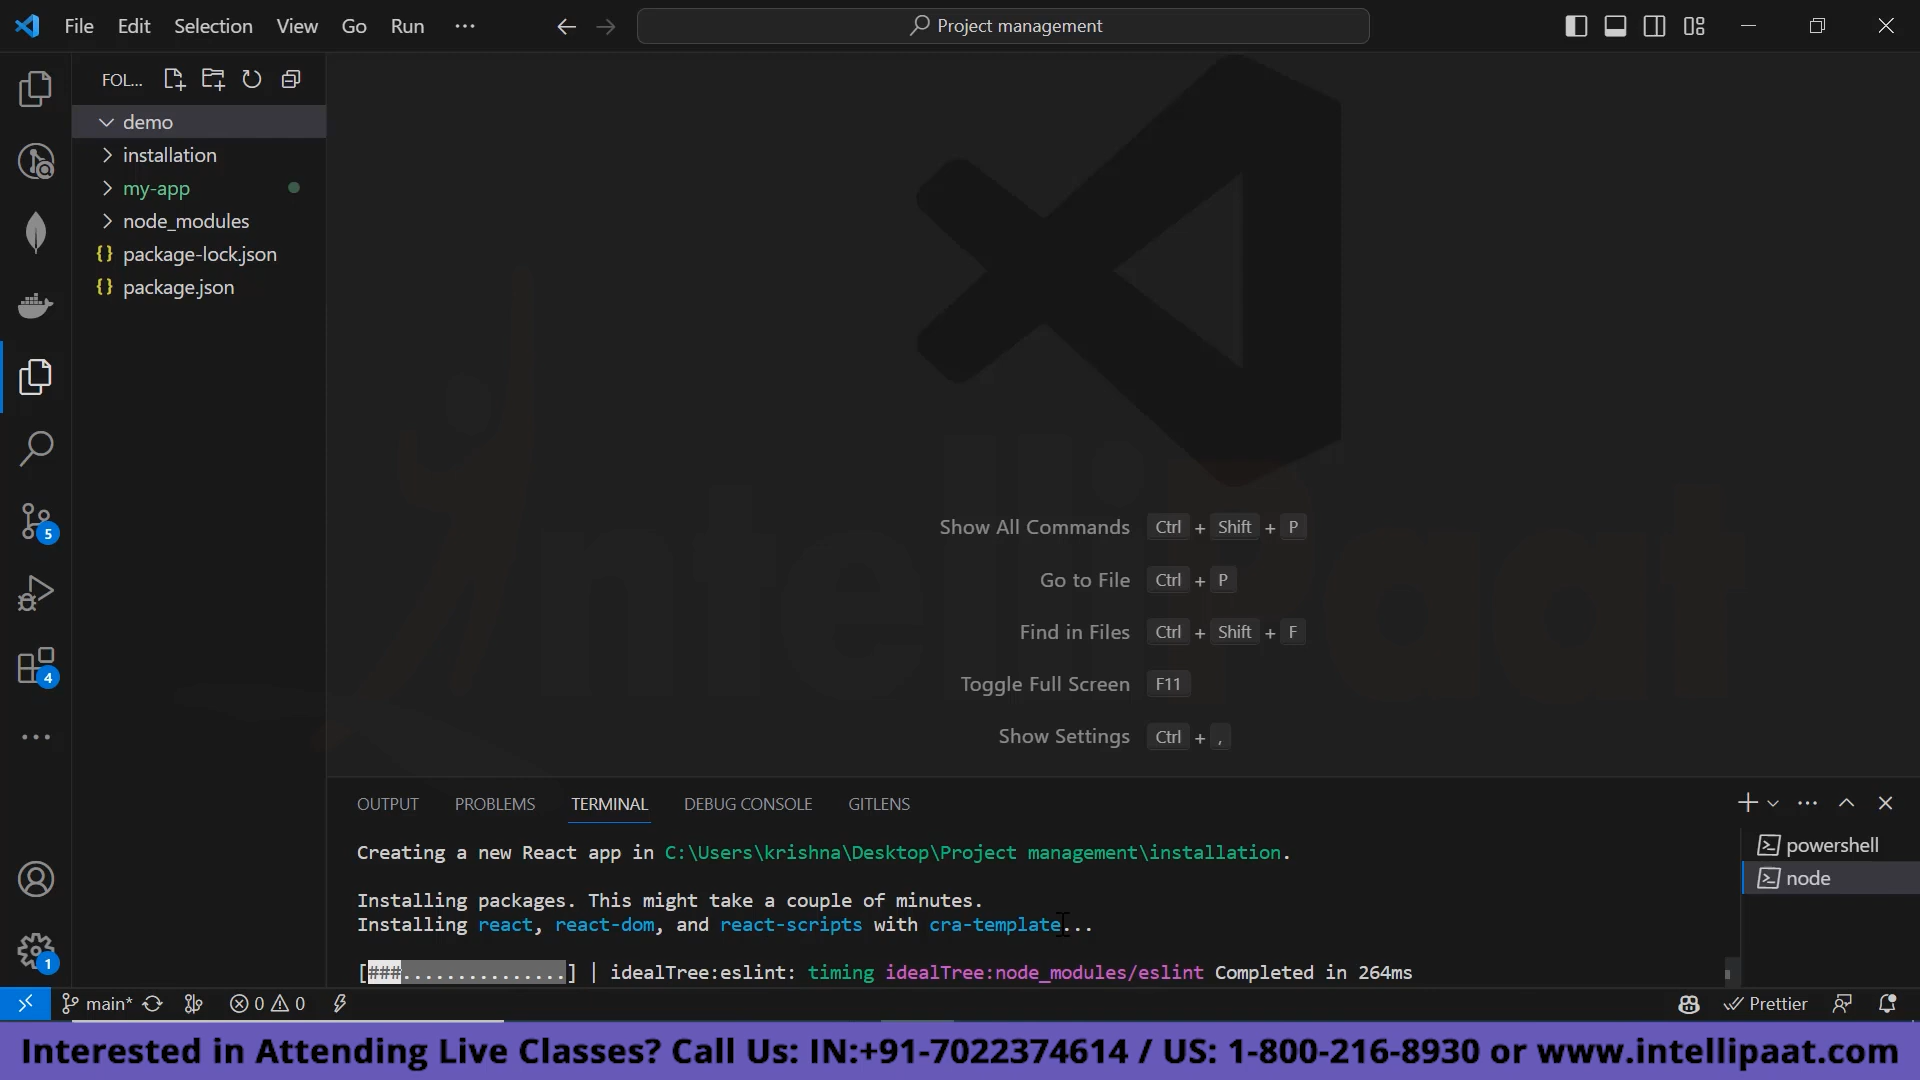 File Edit Selection View Go Run ...
Project management
FOL...
demo
installation
my-app
node_modules
{} package-lock.json
{} package.json
5
4
1
IntelliPaat
Show All Commands Ctrl + Shift + P
Go to File Ctrl + P
Find in Files Ctrl + Shift + F
Toggle Full Screen F11
Show Settings Ctrl + ,
OUTPUT PROBLEMS TERMINAL DEBUG CONSOLE GITLENS
Creating a new React app in C:\Users\krishna\Desktop\Project management\installation.
Installing packages. This might take a couple of minutes.
Installing react, react-dom, and react-scripts with cra-template...
[###...............] | idealTree:eslint: timing idealTree:node_modules/eslint Completed in 264ms
powershell
node
main* 0 0
Prettier
Interested in Attending Live Classes? Call Us: IN:+91-7022374614 / US: 1-800-216-8930 or www.intellipaat.com